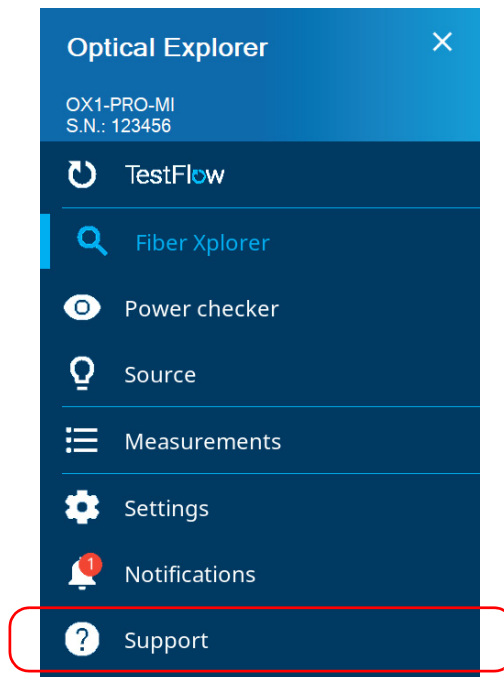 Optical Explorer
OX1-PRO-MI
S.N.: 123456
TestFlow
Fiber Xplorer
Power checker
Source
Measurements
Settings
1
Notifications
Support